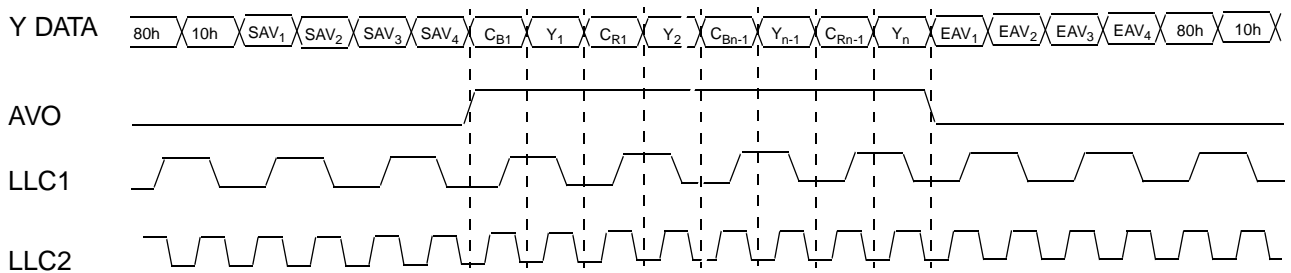 Y DATA 80h 10h SAV1 SAV2 SAV3 SAV4 CB1 Y1 CR1 Y2 CBn-1 Yn-1 CRn-1 Yn EAV1 EAV2 EAV3 EAV4 80h 10h
AVO
LLC1
LLC2